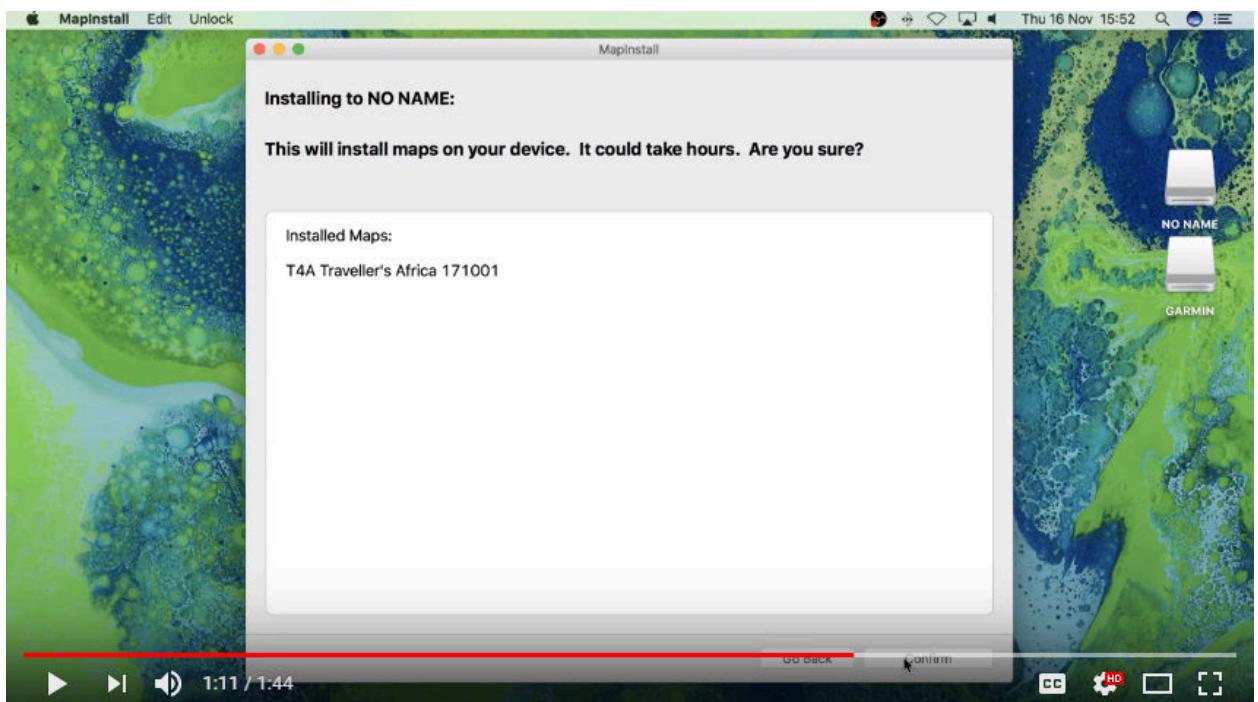 MapInstall Edit Unlock Thu 16 Nov 15:52
MapInstall
Installing to NO NAME:
This will install maps on your device. It could take hours. Are you sure?
Installed Maps:
T4A Traveller's Africa 171001
NO NAME
GARMIN
Go Back Confirm
1:11 / 1:44 CC HD